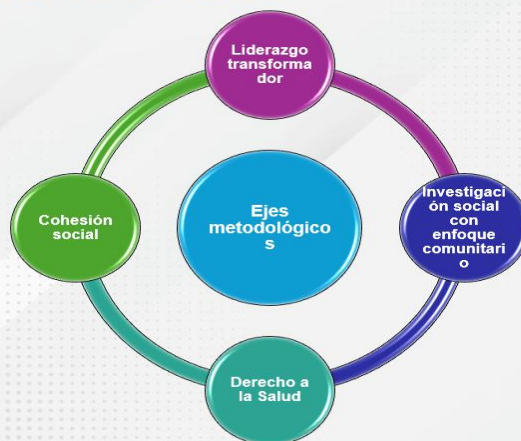 Liderazgo
transforma
dor
Investigaci
ón social
con
enfoque
comunitari
o
Cohesión
social
Ejes
metodológico
s
Derecho a
la Salud